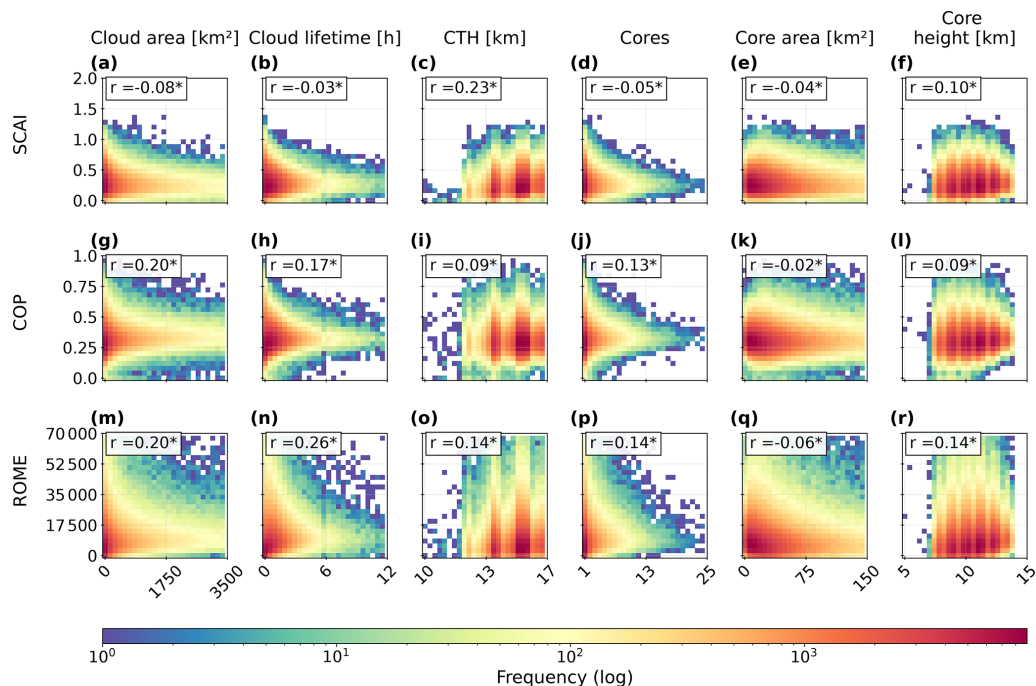 Cloud area [km²] Cloud lifetime [h] CTH [km] Cores Core area [km²] Core height [km]
(a) (b) (c) (d) (e) (f)
SCAI
2.0
1.5
1.0
0.5
0.0
r =-0.08* r =-0.03* r =0.23* r =-0.05* r =-0.04* r =0.10*
(g) (h) (i) (j) (k) (l)
COP
1.0
0.75
0.50
0.25
0.0
r =0.20* r =0.17* r =0.09* r =0.13* r =-0.02* r =0.09*
(m) (n) (o) (p) (q) (r)
ROME
70 000
52 500
35 000
17 500
0
r =0.20* r =0.26* r =0.14* r =0.14* r =-0.06* r =0.14*
0 1750 3500 0 6 12 10 13 17 1 13 25 0 75 150 5 10 15
10⁰ 10¹ 10² 10³
Frequency (log)